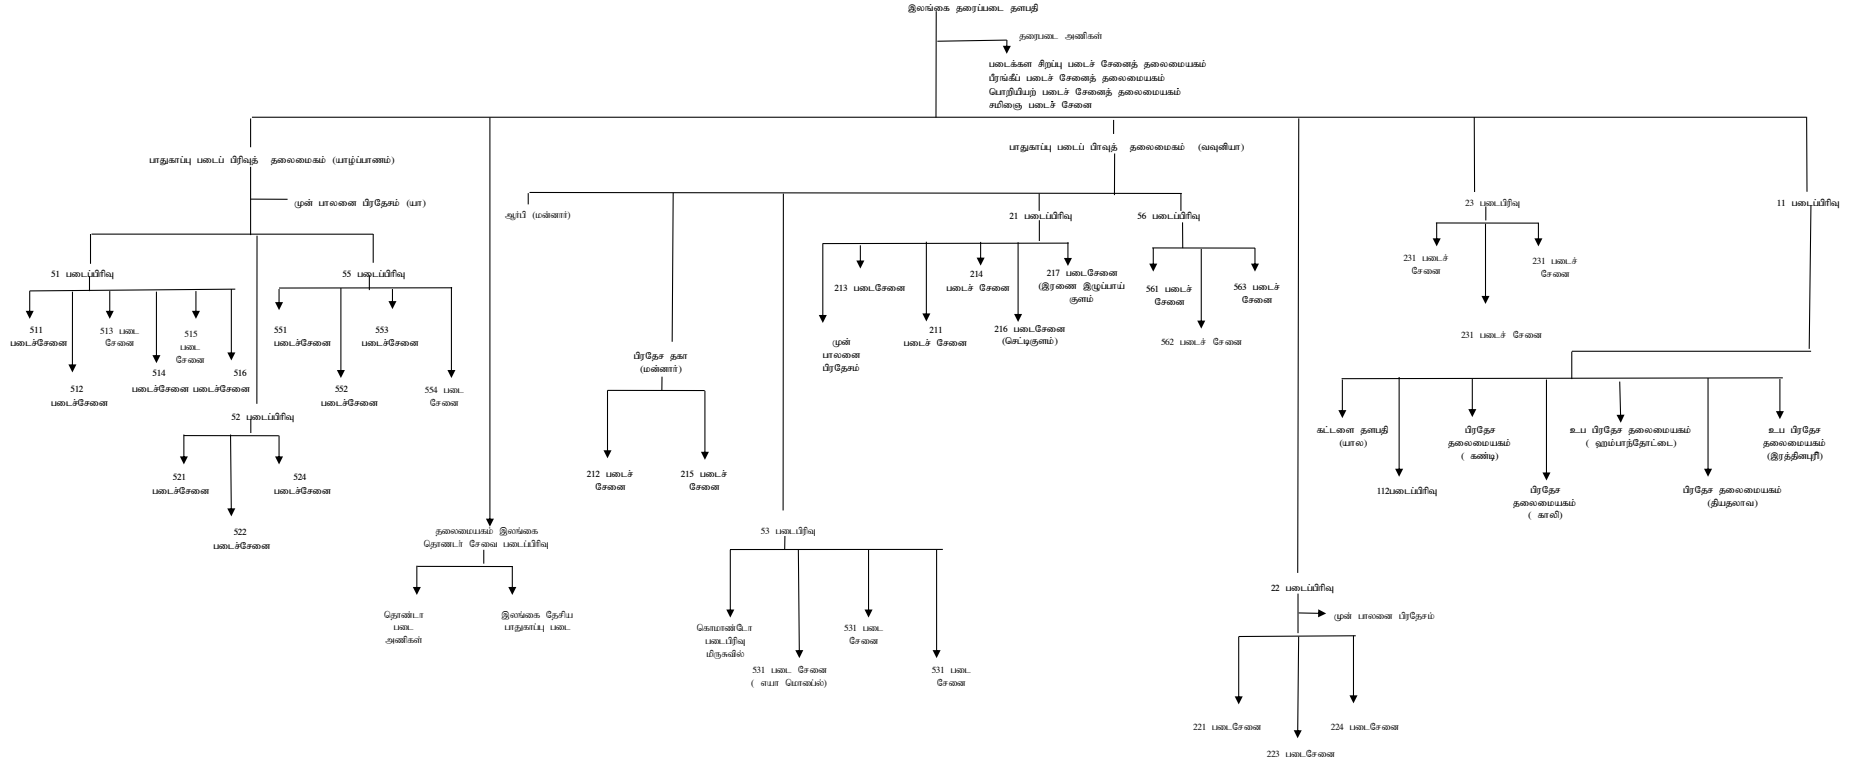 இலங்கை தரைப்படை தளபதி
தரைபடை அணிகள்
படைக்கள சிறப்பு படைச் சேனைத் தலைமையகம்
பீரங்கீப் படைச் சேனைத் தலைமையகம்
பொறியியற் படைச் சேனைத் தலைமையகம்
சமிஞை படைச் சேனை
பாதுகாப்பு படைப் பிரிவுத் தலைமைகம் (யாழ்ப்பாணம்)
முன் பாலனை பிரதேசம் (யா)
51 படைப்பிரிவு
55 படைப்பிரிவு
511
படைச்சேனை
513 படை
சேனை
515
படை
சேனை
514
படைச்சேனை
516
படைச்சேனை
512
படைச்சேனை
551
படைச்சேனை
553
படைச்சேனை
552
படைச்சேனை
554 படை
சேனை
52 படைப்பிரிவு
521
படைச்சேனை
524
படைச்சேனை
522
படைச்சேனை
தலைமையகம் இலங்கை
தொணடர் சேவை படைப்பிரிவு
தொண்டர
படை
அணிகள்
இலங்கை தேசிய
பாதுகாப்பு படை
பாதுகாப்பு படைப் பிரவுத் தலைமைகம் (வவுனியா)
ஆர்பி (மன்னார்)
பிரதேச தகா
(மன்னார்)
212 படைச்
சேனை
215 படைச்
சேனை
53 படைபிரிவு
கொமாண்டோ
படைபிரிவு
மிருசுவில்
531 படை சேனை
( எயா மொபைல்)
531 படை
சேனை
531 படை
சேனை
21 படைப்பிரிவு
முன்
பாலனை
பிரதேசம்
213 படைசேனை
211
படைச் சேனை
214
படைச் சேனை
216 படைசேனை
(செட்டிகுளம்)
217 படைசேனை
(இரணை இழுப்பாய்
குளம்)
56 படைப்பிரிவு
561 படைச்
சேனை
562 படைச் சேனை
563 படைச்
சேனை
22 படைப்பிரிவு
முன் பாலனை பிரதேசம்
221 படைசேனை
223 படைசேனை
224 படைசேனை
23 படைபிரிவு
231 படைச்
சேனை
231 படைச்
சேனை
231 படைச் சேனை
11 படைப்பிரிவு
கட்டளை தளபதி
(யால)
112படைப்பிரிவு
பிரதேச
தலைமையகம்
( கண்டி)
பிரதேச
தலைமையகம்
( காலி)
உப பிரதேச தலைமையகம்
( ஹம்பாந்தோட்டை)
பிரதேச தலைமையகம்
(தியதலாவ)
உப பிரதேச
தலைமையகம்
(இரத்தினபுரி)